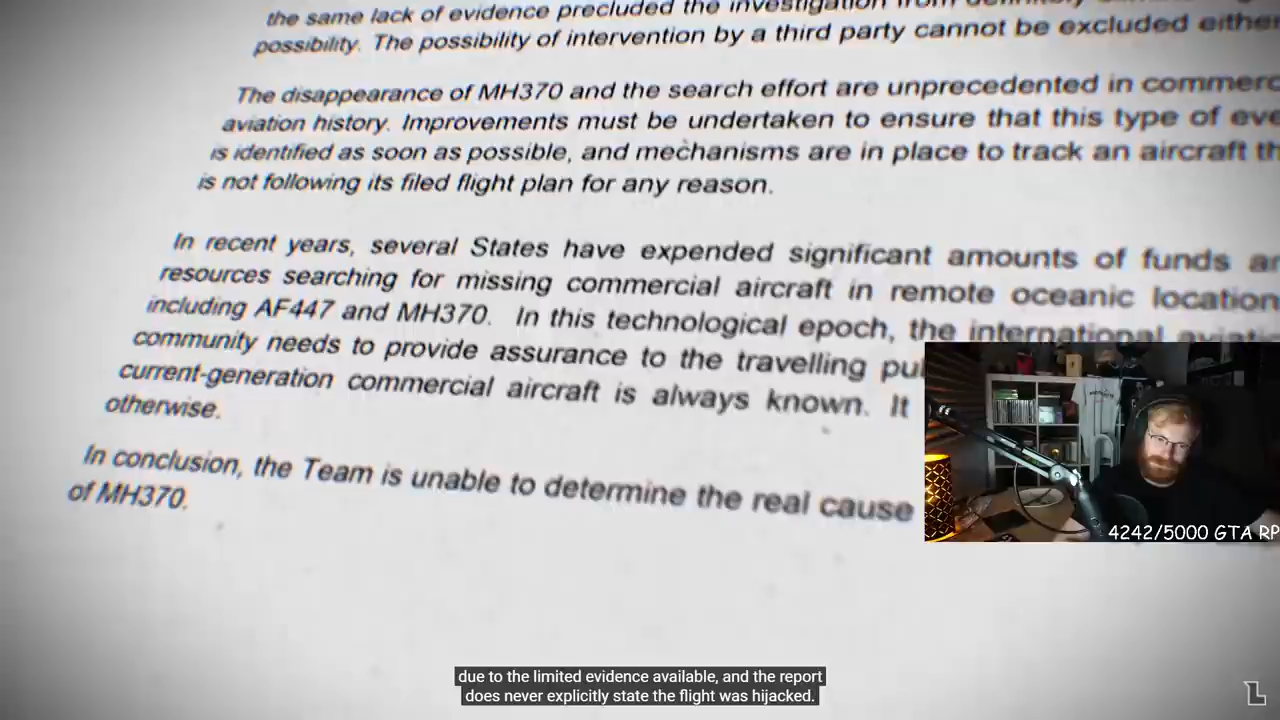 the same lack of evidence precluded the investigation from definitely
possibility. The possibility of intervention by a third party cannot be excluded either
The disappearance of MH370 and the search effort are unprecedented in commerc
aviation history. Improvements must be undertaken to ensure that this type of eve
is identified as soon as possible, and mechanisms are in place to track an aircraft th
is not following its filed flight plan for any reason.
In recent years, several States have expended significant amounts of funds an
resources searching for missing commercial aircraft in remote oceanic location
including AF447 and MH370. In this technological epoch, the international aviatio
community needs to provide assurance to the travelling pu
current-generation commercial aircraft is always known. It
otherwise.
In conclusion, the Team is unable to determine the real cause
of MH370.
4242/5000 GTA RP
due to the limited evidence available, and the report
does never explicitly state the flight was hijacked.